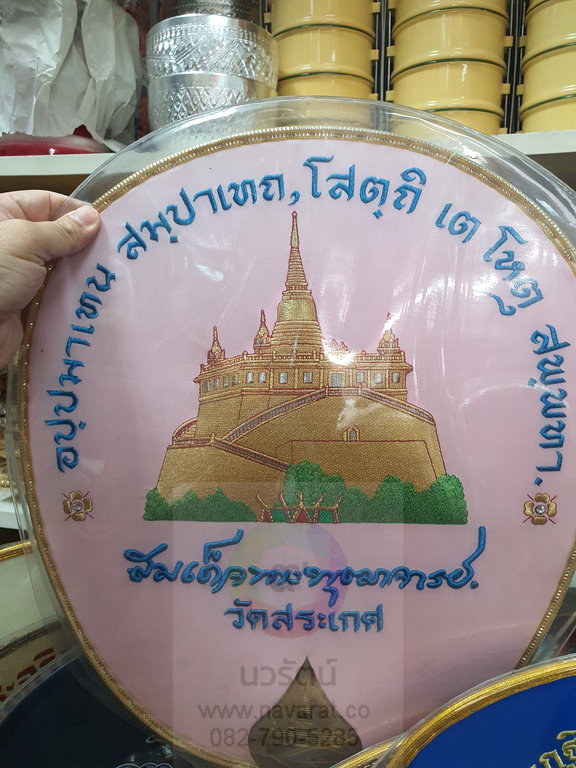 อปฺปมาเทน สมฺปาเทถ, โสตฺถิ เต โหตุ สพฺพทา.
สมเด็จพระพุฒาจารย์.
วัดสระเกศ
นวรัตน์
www.navarat.co
082-790-5285